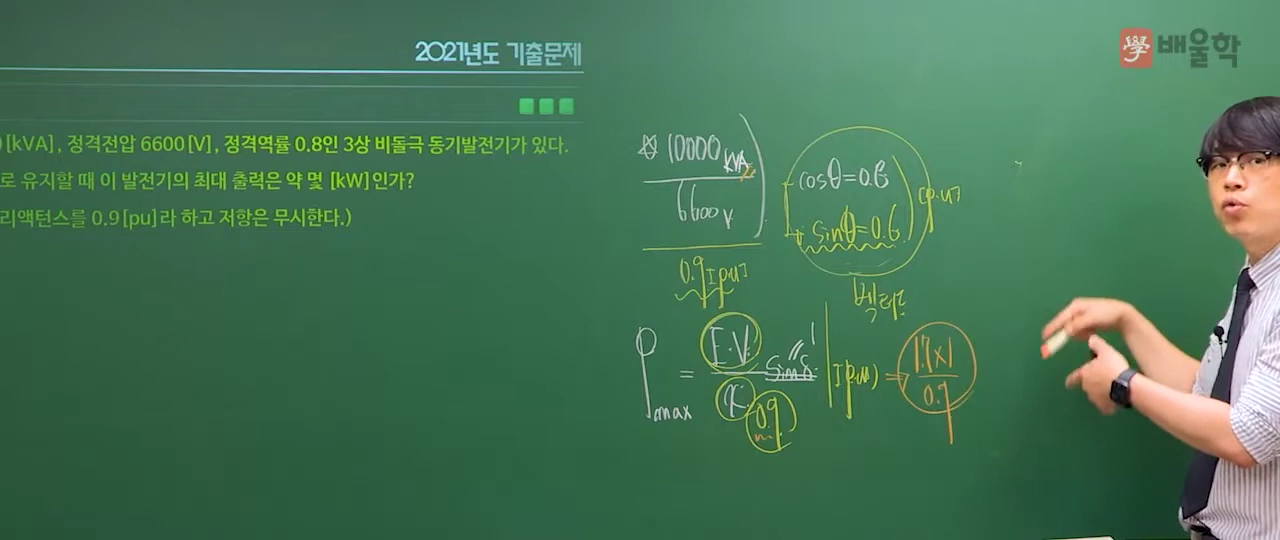 2021년도 기출문제
學 배울학
[kVA], 정격전압 6600[V], 정격역률 0.8인 3상 비돌극 동기발전기가 있다.
로 유지할 때 이 발전기의 최대 출력은 약 몇 [kW]인가?
리액턴스를 0.9[pu]라 하고 저항은 무시한다.)
10000 KVA
6600 V
0.9 [p.u]
cosθ=0.8
sinθ=0.6
[p.u]
벡터
Pmax = E.V. / X sinδ 1
0.9
[p.u] = 1.7×1 / 0.9